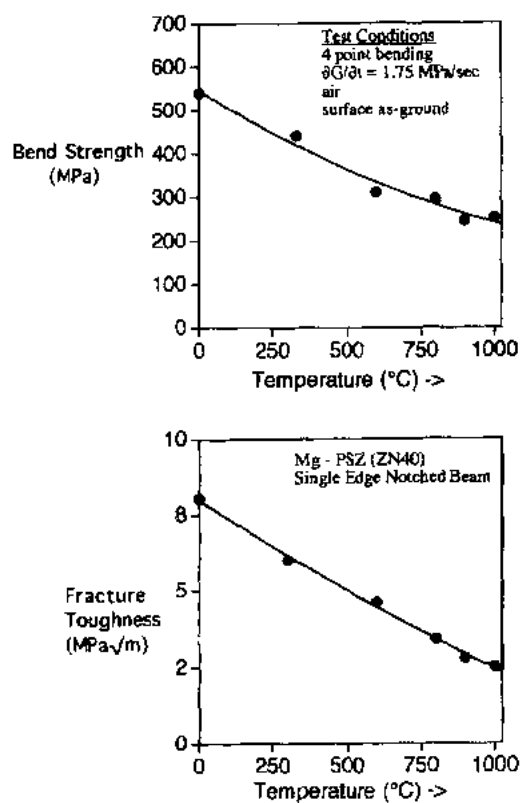 700
600
500
400
300
200
100
0
Bend Strength
(MPa)
Test Conditions
4 point bending
∂G/∂t = 1.75 MPa/sec
air
surface as-ground
0 250 500 750 1000
Temperature (°C) ->
10
8
5
2
0
Fracture
Toughness
(MPa√m)
Mg - PSZ (ZN40)
Single Edge Notched Beam
0 250 500 750 1000
Temperature (°C) ->